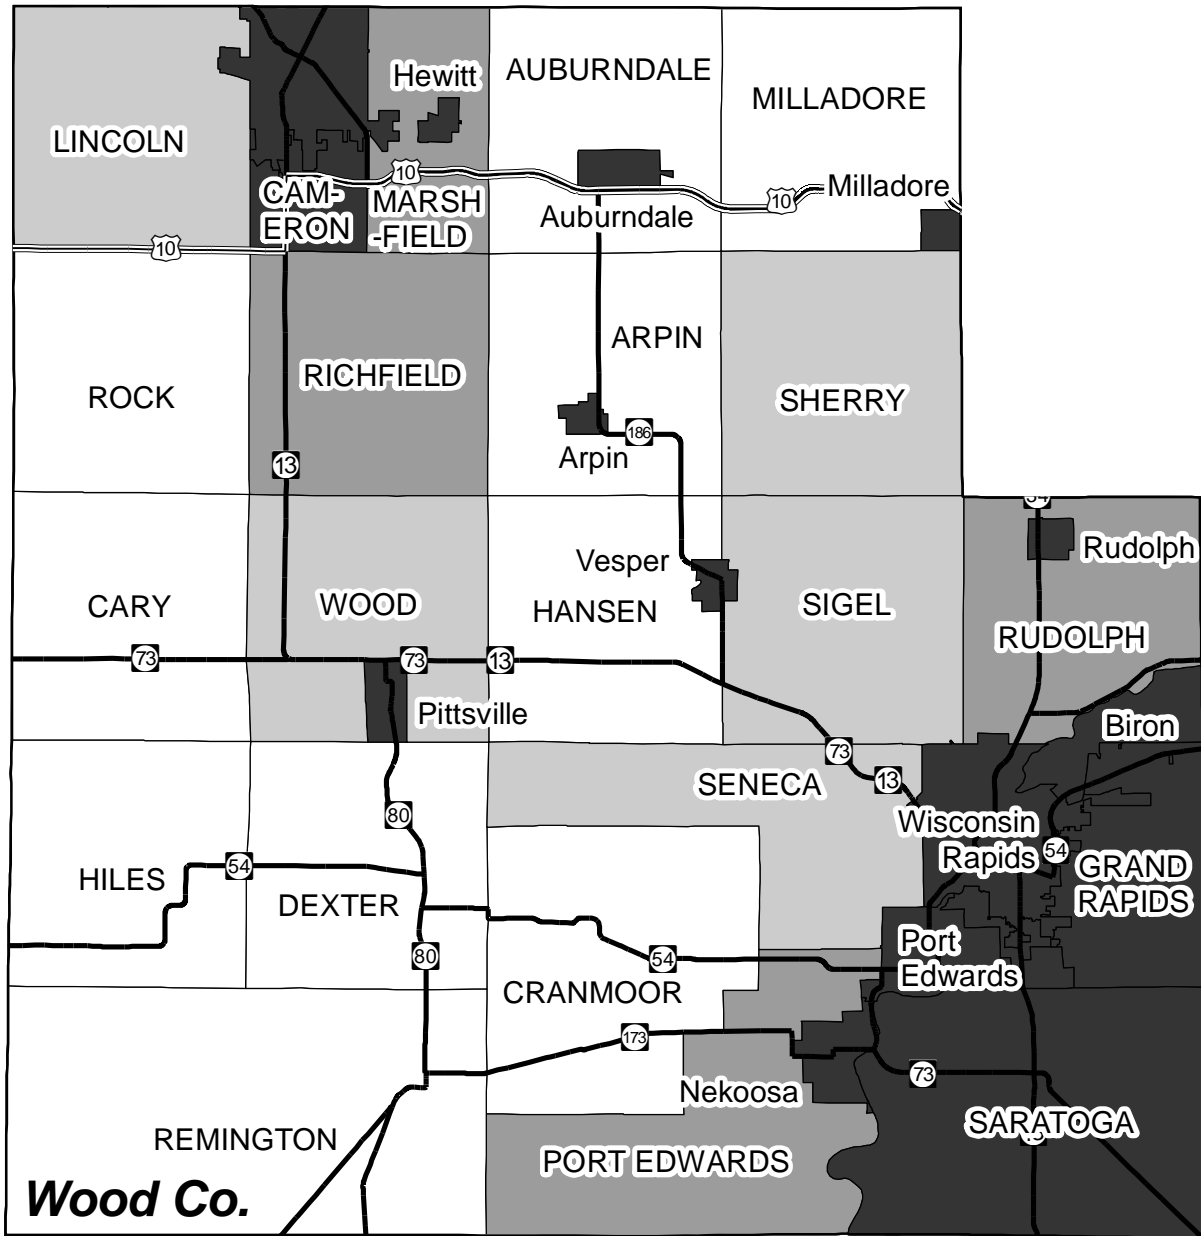 Hewitt
AUBURNDALE
MILLADORE
LINCOLN
10
CAM-
ERON
MARSH
-FIELD
10
Milladore
Auburndale
10
ARPIN
RICHFIELD
ROCK
SHERRY
186
13
Arpin
54
Rudolph
Vesper
CARY
WOOD
HANSEN
SIGEL
RUDOLPH
73
73
13
Pittsville
Biron
73
SENECA
13
80
Wisconsin
Rapids
54
HILES
54
DEXTER
GRAND
RAPIDS
80
54
Port
Edwards
CRANMOOR
173
73
Nekoosa
REMINGTON
SARATOGA
PORT EDWARDS
Wood Co.